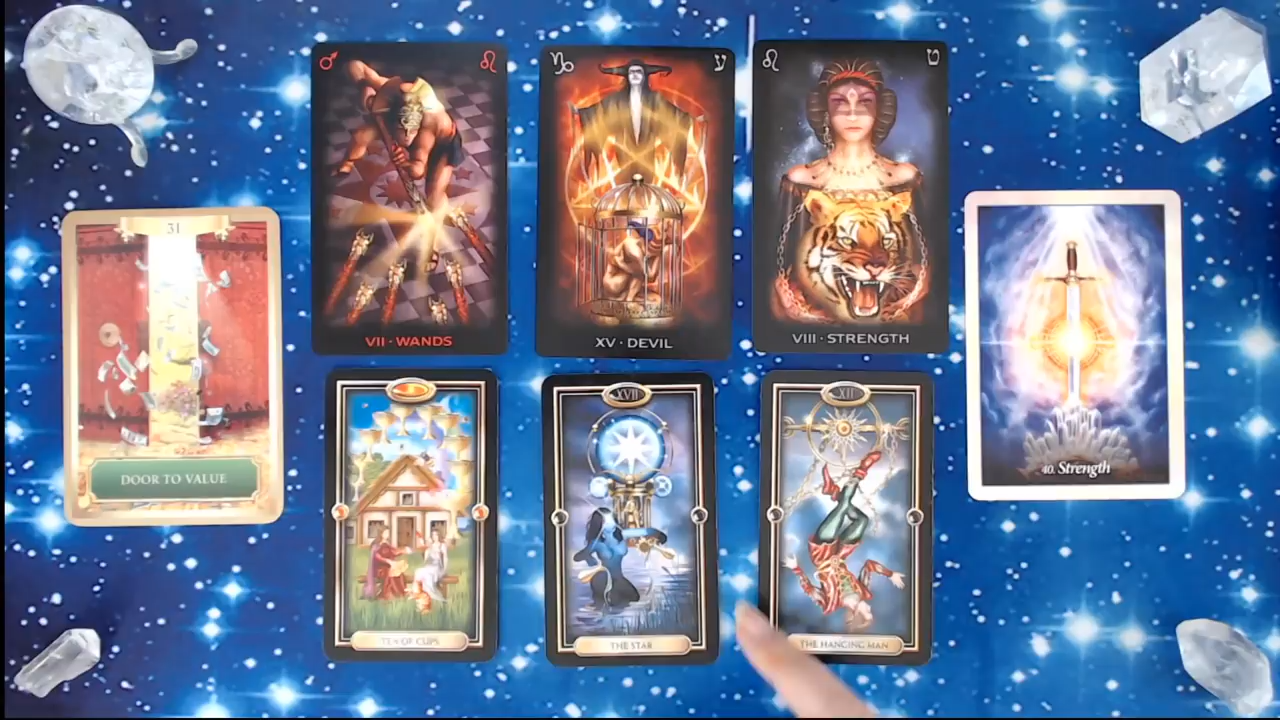 ♂ ♌
VII · WANDS
♑ ע
XV · DEVIL
♌ ט
VIII · STRENGTH
31
DOOR TO VALUE
40. Strength
TEN OF CUPS
XVII
THE STAR
XII
THE HANGING MAN